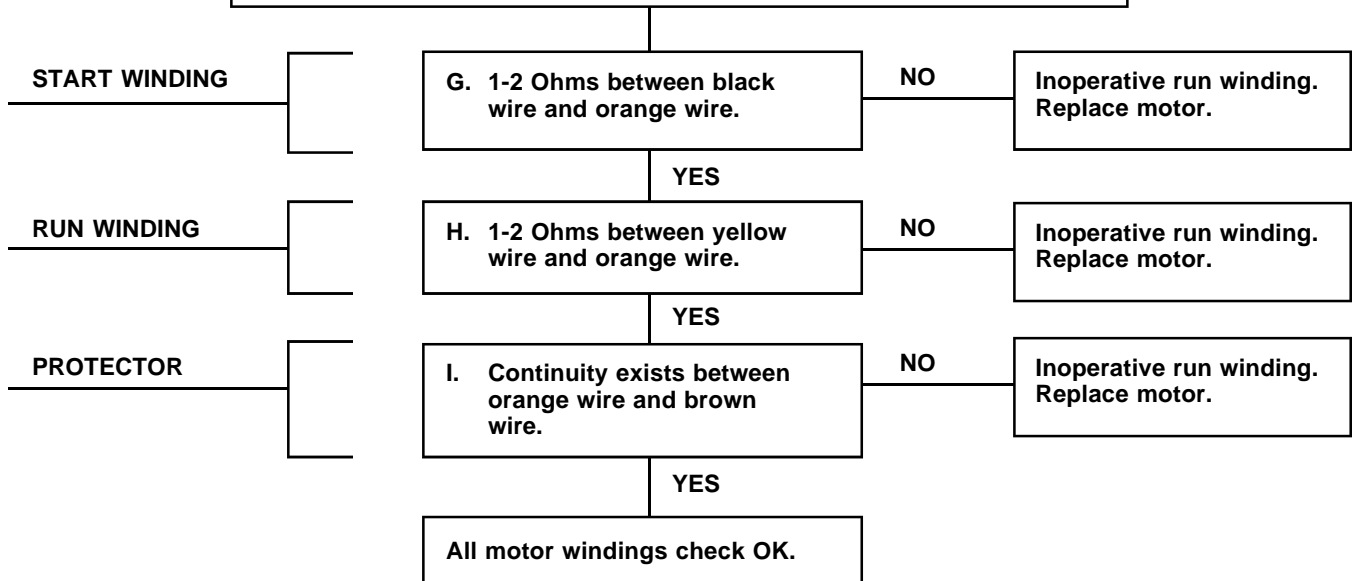 START WINDING
G. 1-2 Ohms between black
wire and orange wire.
NO
Inoperative run winding.
Replace motor.
YES
RUN WINDING
H. 1-2 Ohms between yellow
wire and orange wire.
NO
Inoperative run winding.
Replace motor.
YES
PROTECTOR
I. Continuity exists between
orange wire and brown
wire.
NO
Inoperative run winding.
Replace motor.
YES
All motor windings check OK.